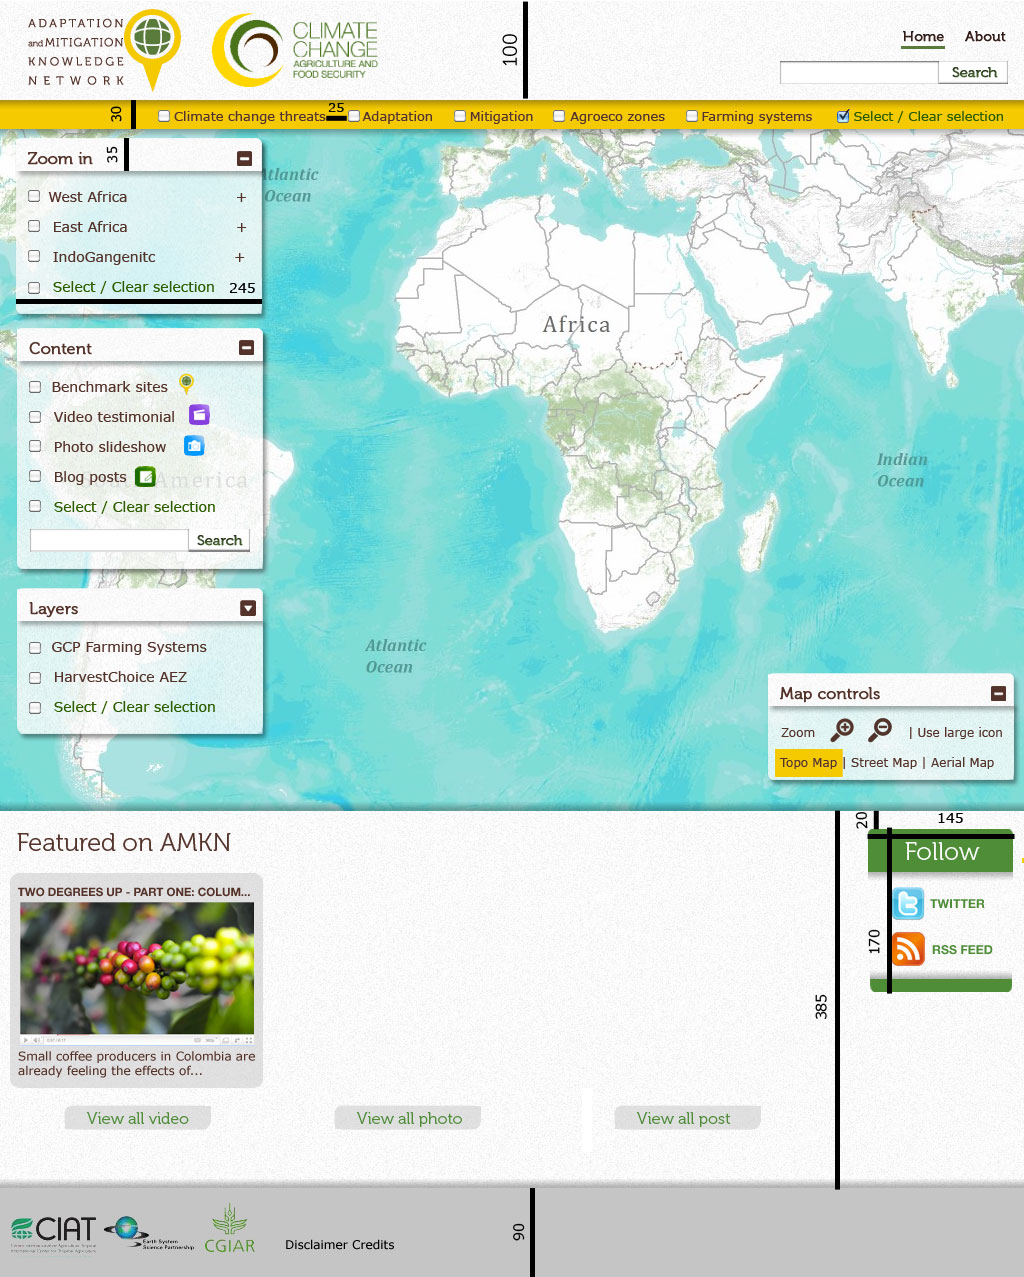 ADAPTATION
and MITIGATION
KNOWLEDGE
NETWORK
CLIMATE
CHANGE
AGRICULTURE AND
FOOD SECURITY
100
Home
About
Search
30
Climate change threats
25
Adaptation
Mitigation
Agroeco zones
Farming systems
Select / Clear selection
Zoom in
35
West Africa +
East Africa +
IndoGangenitc +
Select / Clear selection
245
Atlantic
Ocean
Africa
Content
Benchmark sites
Video testimonial
Photo slideshow
Blog posts
America
Select / Clear selection
Search
Indian
Ocean
Layers
GCP Farming Systems
HarvestChoice AEZ
Select / Clear selection
Atlantic
Ocean
Map controls
Zoom | Use large icon
Topo Map | Street Map | Aerial Map
Featured on AMKN
20
145
Follow
TWITTER
RSS FEED
170
385
TWO DEGREES UP - PART ONE: COLUM...
Small coffee producers in Colombia are
already feeling the effects of...
View all video
View all photo
View all post
CIAT
Earth System
Science Partnership
CGIAR
Disclaimer Credits
90